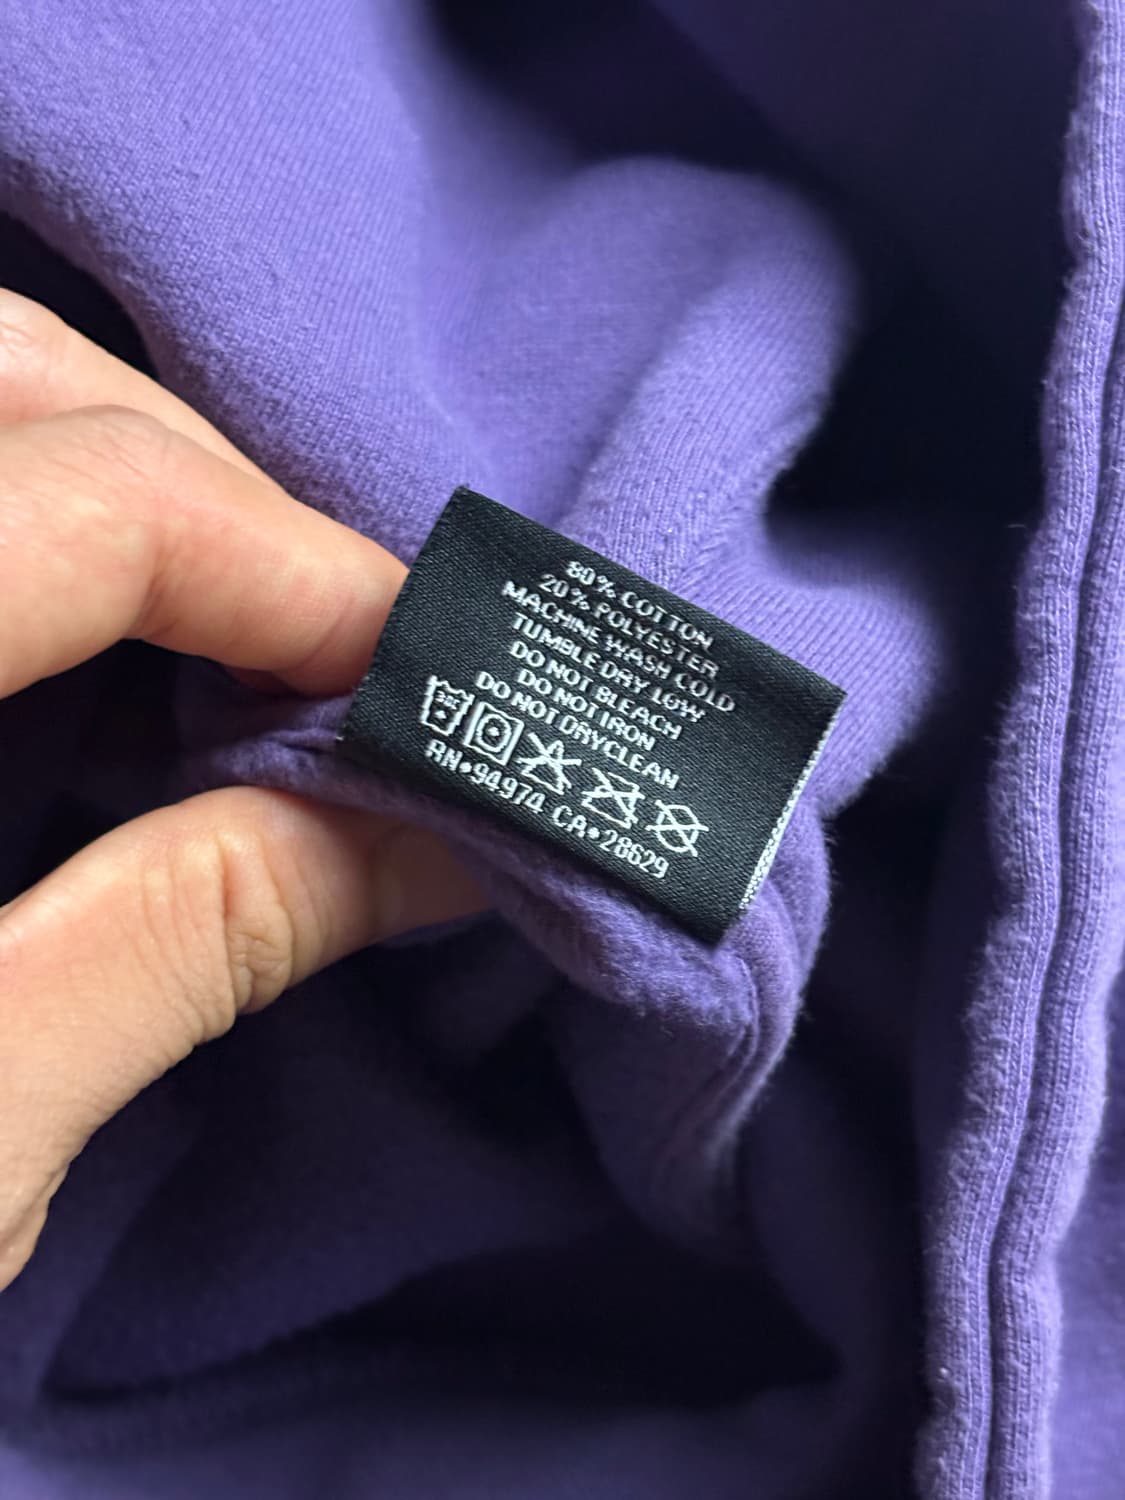 80% COTTON
20% POLYESTER
MACHINE WASH COLD
TUMBLE DRY LOW
DO NOT BLEACH
DO NOT IRON
DO NOT DRYCLEAN
RN•94974 CA•28629